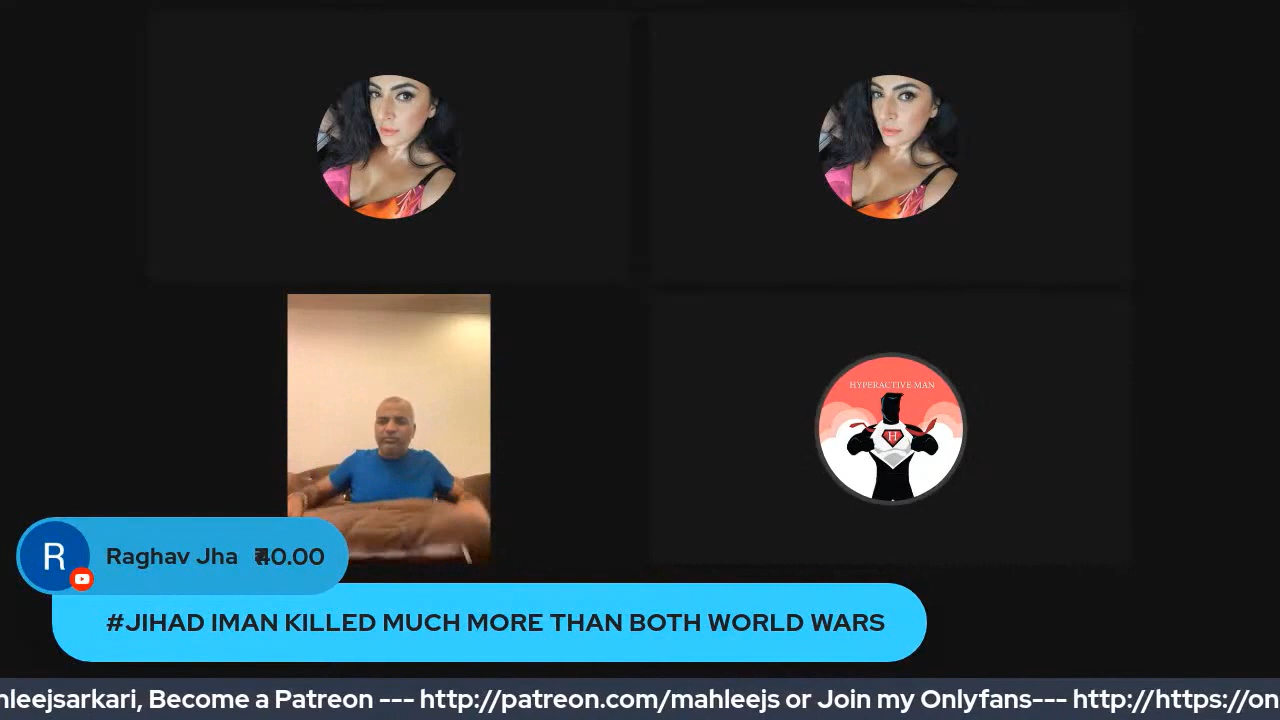 HYPERACTIVE MAN
H
R
Raghav Jha ₹40.00
#JIHAD IMAN KILLED MUCH MORE THAN BOTH WORLD WARS
hleejsarkari, Become a Patreon --- http://patreon.com/mahleejs or Join my Onlyfans--- http://https://on